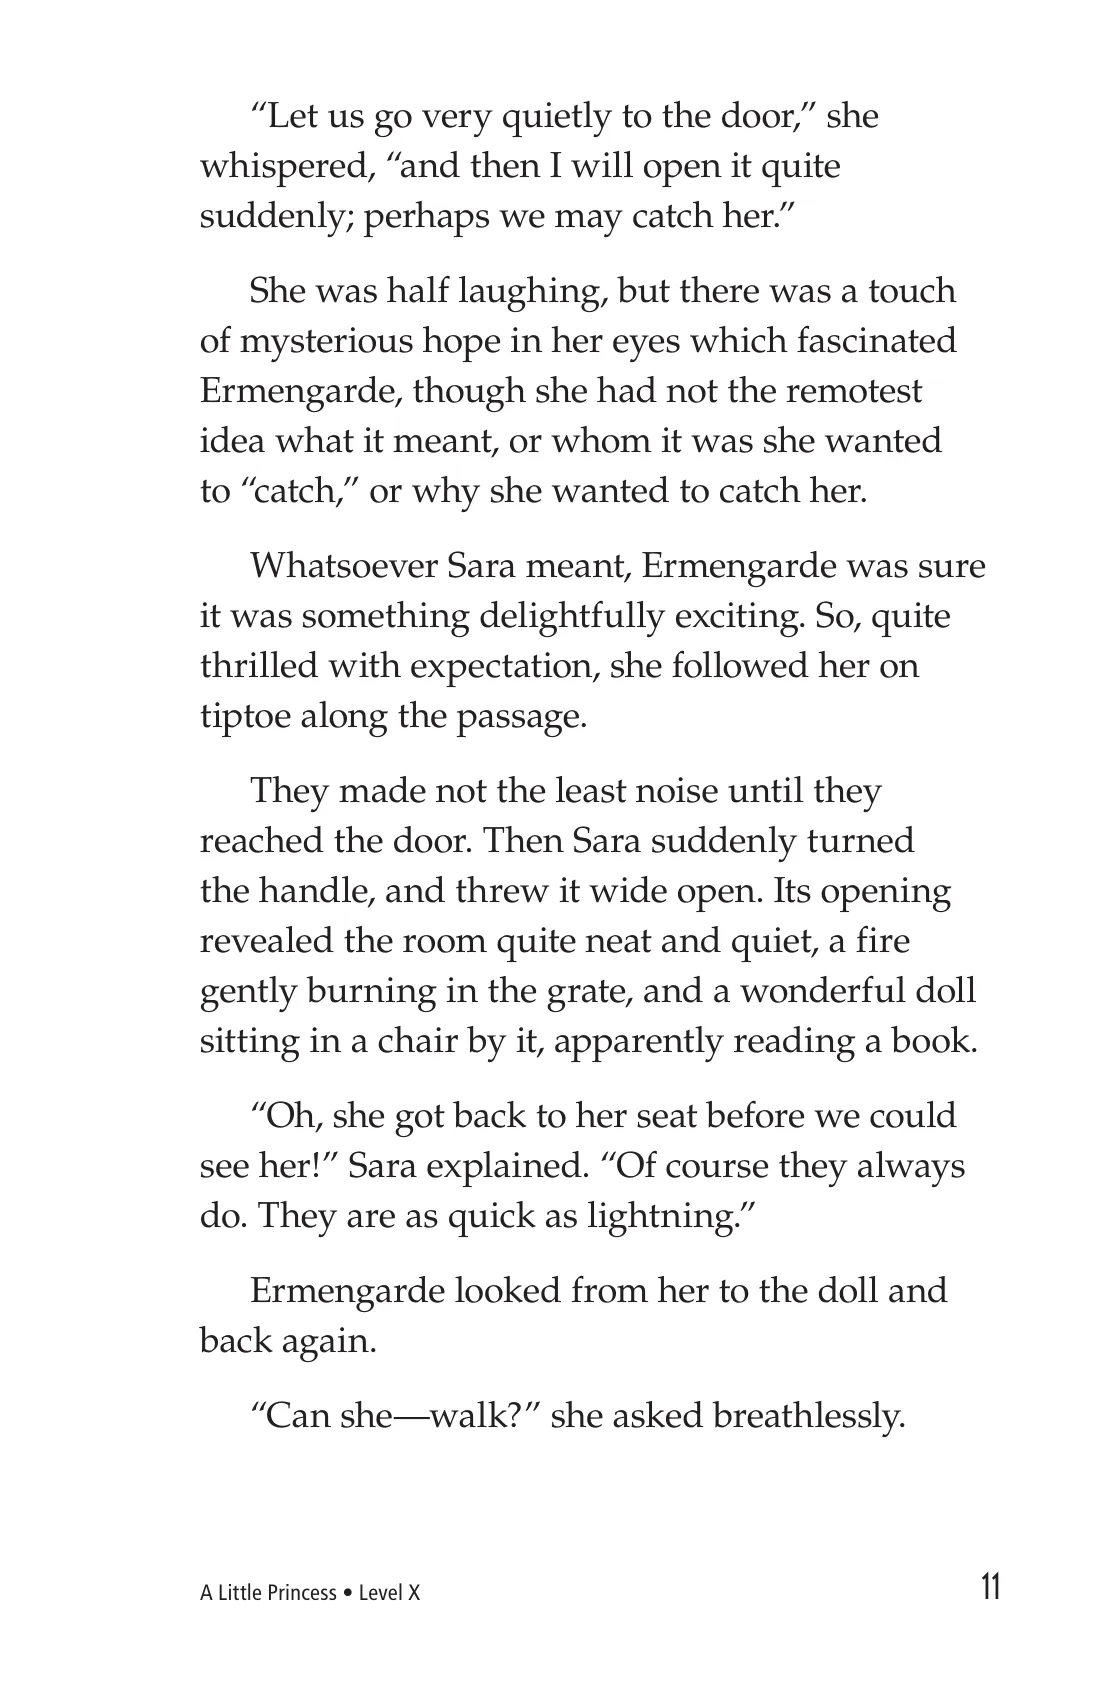 “Let us go very quietly to the door,” she
whispered, “and then I will open it quite
suddenly; perhaps we may catch her.”
She was half laughing, but there was a touch
of mysterious hope in her eyes which fascinated
Ermengarde, though she had not the remotest
idea what it meant, or whom it was she wanted
to “catch,” or why she wanted to catch her.
Whatsoever Sara meant, Ermengarde was sure
it was something delightfully exciting. So, quite
thrilled with expectation, she followed her on
tiptoe along the passage.
They made not the least noise until they
reached the door. Then Sara suddenly turned
the handle, and threw it wide open. Its opening
revealed the room quite neat and quiet, a fire
gently burning in the grate, and a wonderful doll
sitting in a chair by it, apparently reading a book.
“Oh, she got back to her seat before we could
see her!” Sara explained. “Of course they always
do. They are as quick as lightning.”
Ermengarde looked from her to the doll and
back again.
“Can she—walk?” she asked breathlessly.
A Little Princess • Level X
11